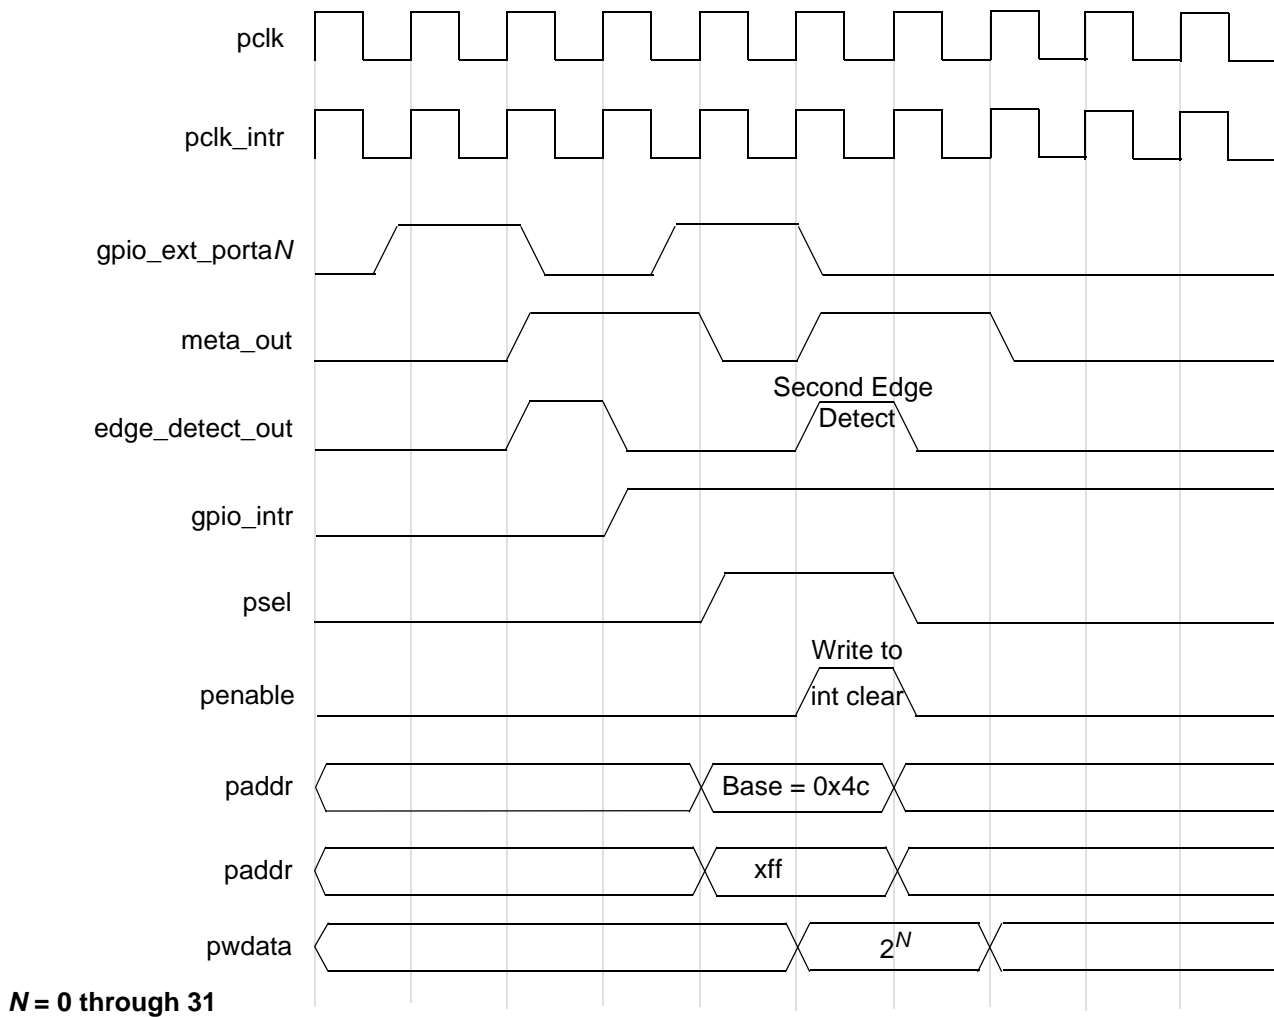 pclk
pclk_intr
gpio_ext_portaN
meta_out
Second Edge
Detect
edge_detect_out
gpio_intr
psel
Write to
int clear
penable
paddr
Base = 0x4c
paddr
xff
pwdata
2^N
N = 0 through 31